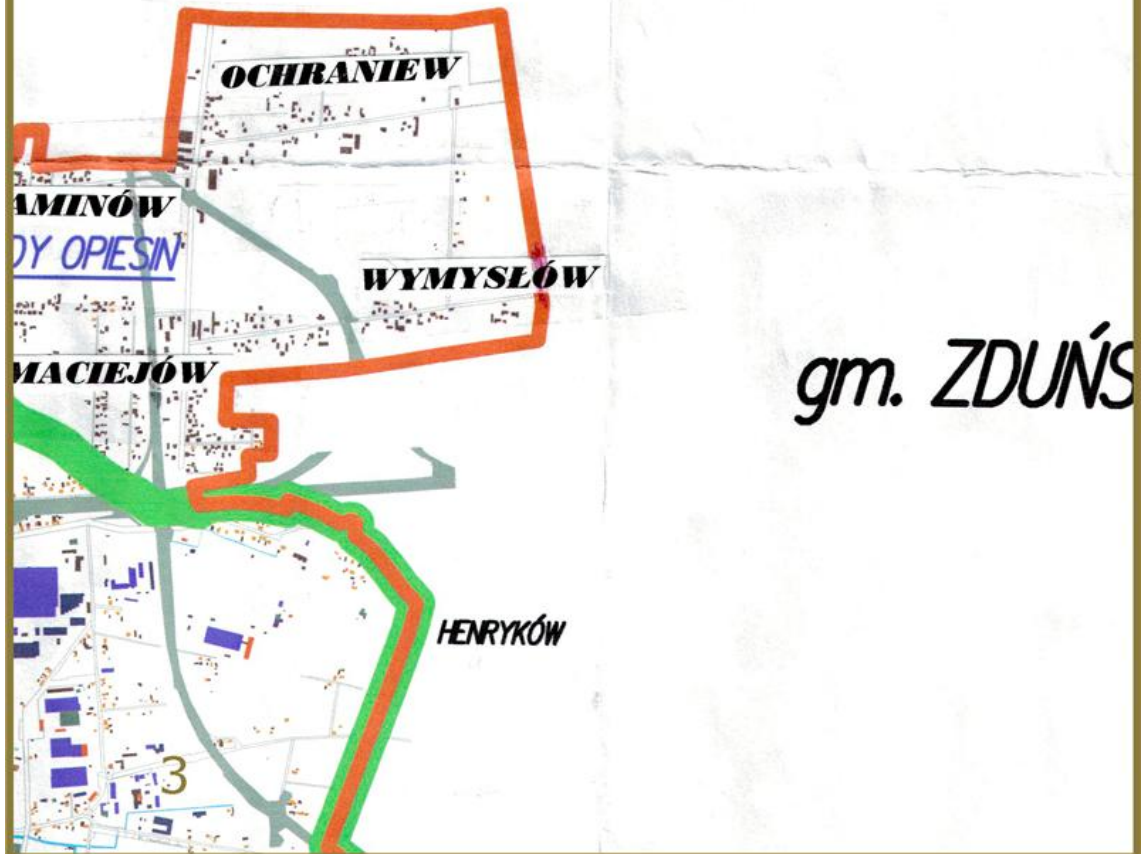 OCHRANIEW
AMINÓW
DY OPIESIN
WYMYSŁÓW
MACIEJÓW
gm. ZDUŃS
HENRYKÓW
3